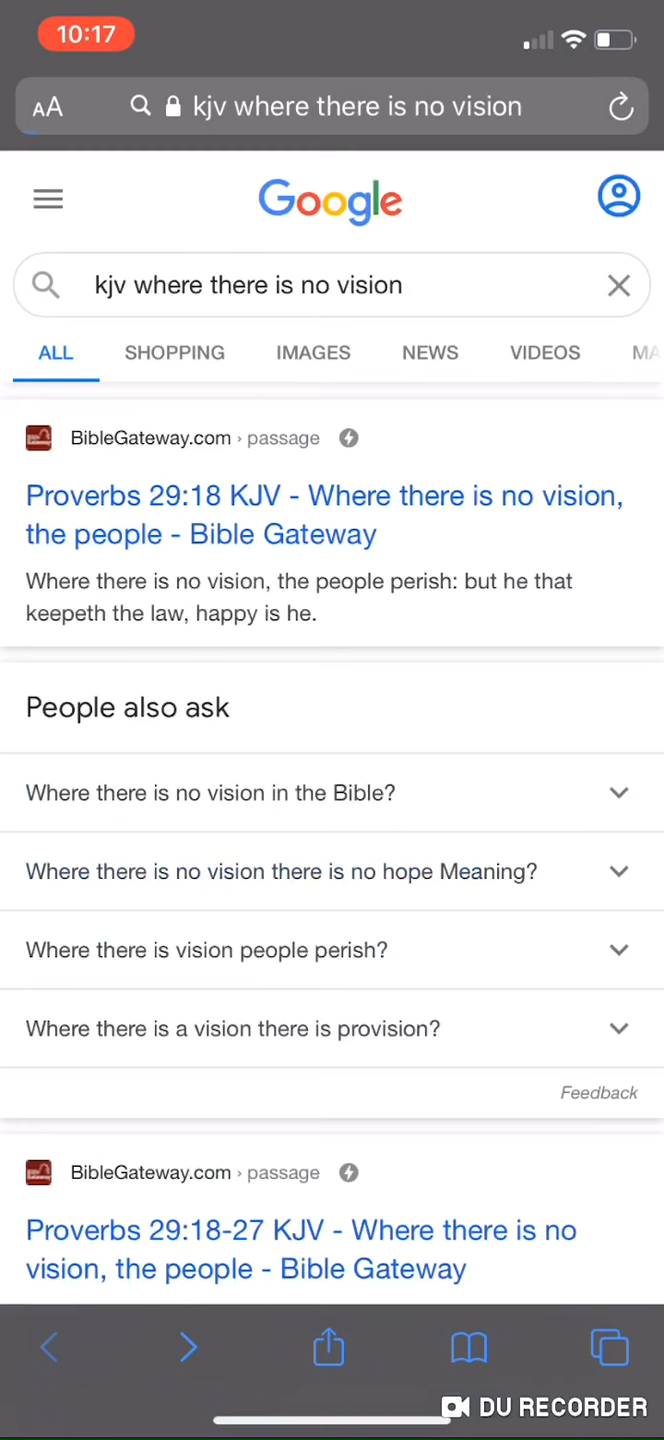 10:17
AA kjv where there is no vision
Google
kjv where there is no vision
ALL SHOPPING IMAGES NEWS VIDEOS MA
BibleGateway.com › passage
Proverbs 29:18 KJV - Where there is no vision,
the people - Bible Gateway
Where there is no vision, the people perish: but he that
keepeth the law, happy is he.
People also ask
Where there is no vision in the Bible?
Where there is no vision there is no hope Meaning?
Where there is vision people perish?
Where there is a vision there is provision?
Feedback
BibleGateway.com › passage
Proverbs 29:18-27 KJV - Where there is no
vision, the people - Bible Gateway
DU RECORDER